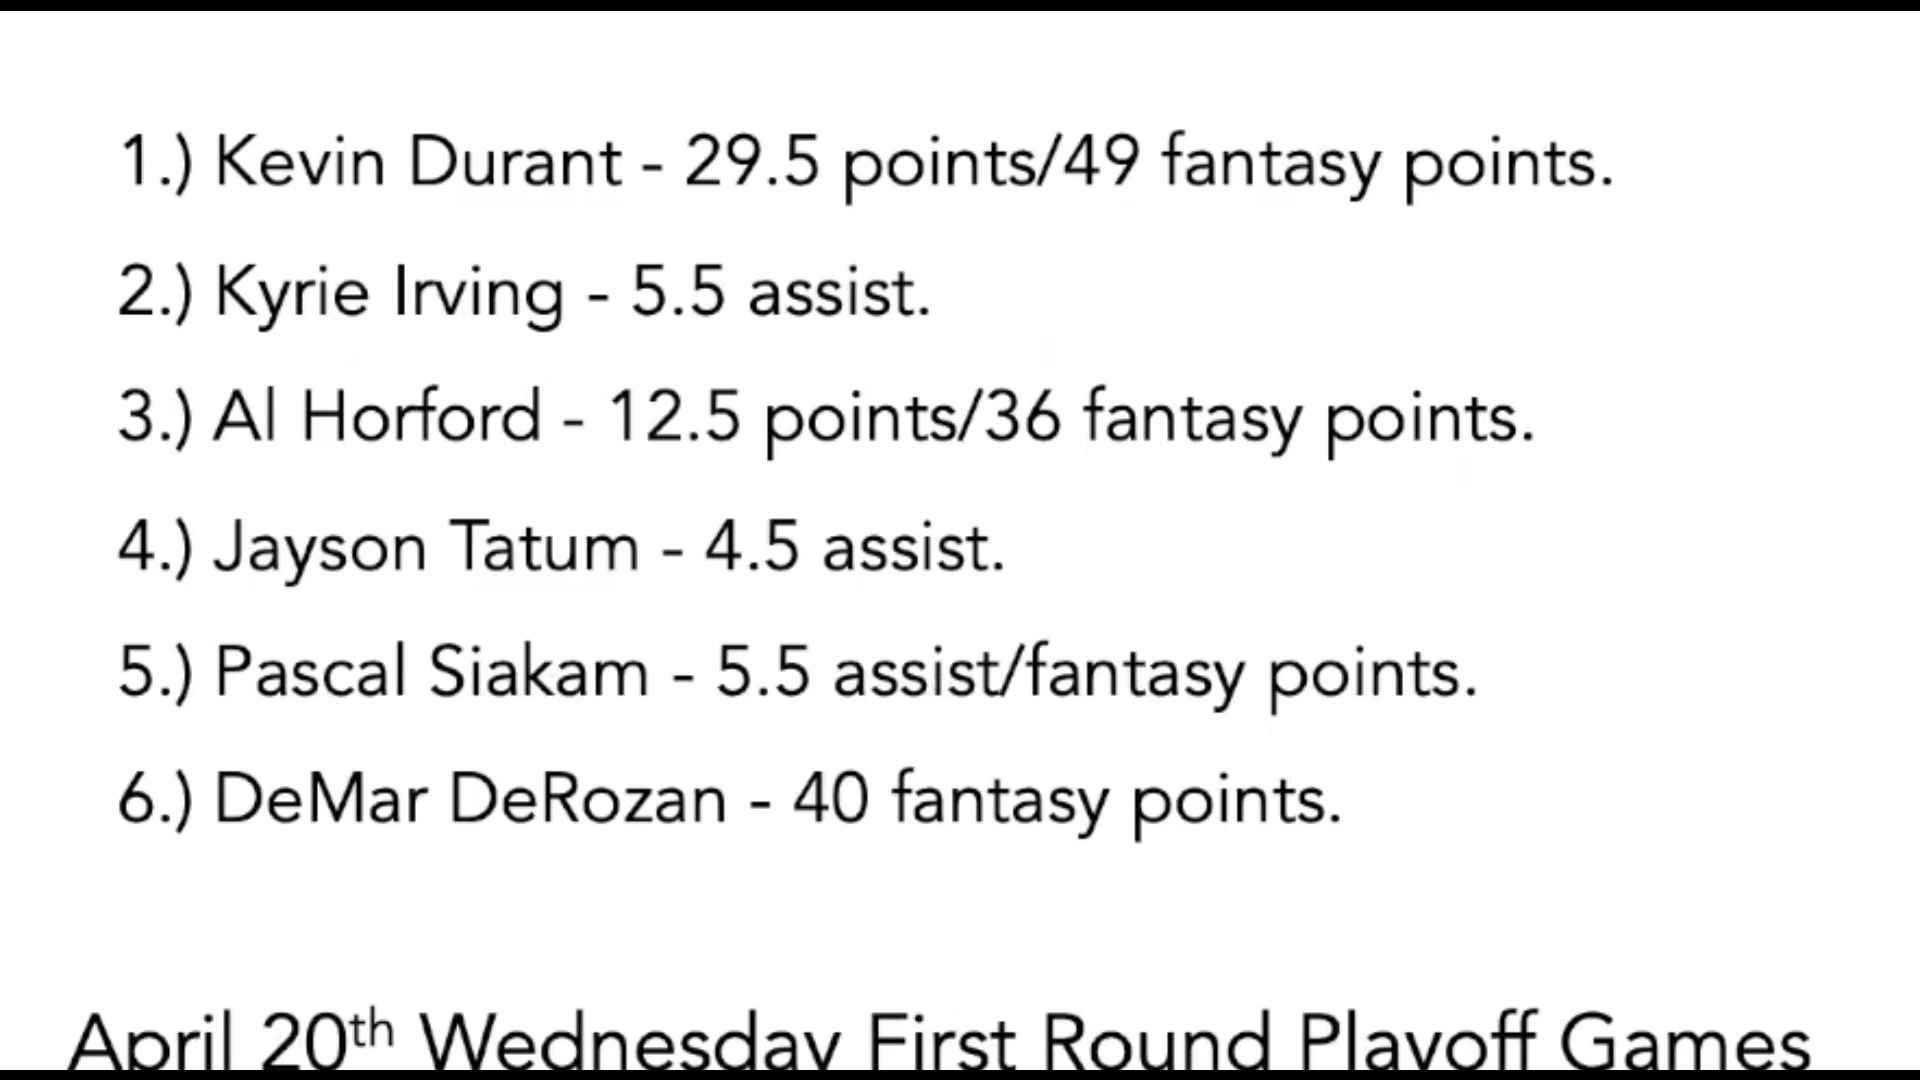 1.) Kevin Durant - 29.5 points/49 fantasy points.
2.) Kyrie Irving - 5.5 assist.
3.) Al Horford - 12.5 points/36 fantasy points.
4.) Jayson Tatum - 4.5 assist.
5.) Pascal Siakam - 5.5 assist/fantasy points.
6.) DeMar DeRozan - 40 fantasy points.
April 20th Wednesday First Round Playoff Games